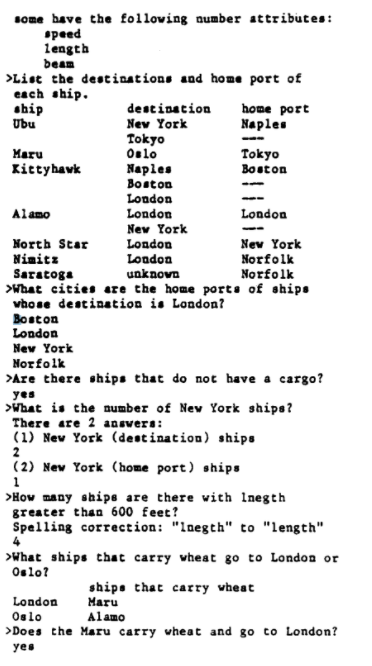 some have the following number attributes:
speed
length
beam
>List the destinations and home port of
each ship.
ship destination home port
Ubu New York Naples
Tokyo ---
Maru Oslo Tokyo
Kittyhawk Naples Boston
Boston ---
London ---
Alamo London London
New York ---
North Star London New York
Nimitz London Norfolk
Saratoga unknown Norfolk
>What cities are the home ports of ships
whose destination is London?
Boston
London
New York
Norfolk
>Are there ships that do not have a cargo?
yes
>What is the number of New York ships?
There are 2 answers:
(1) New York (destination) ships
2
(2) New York (home port) ships
1
>How many ships are there with lnegth
greater than 600 feet?
Spelling correction: "lnegth" to "length"
4
>What ships that carry wheat go to London or
Oslo?
ships that carry wheat
London Maru
Oslo Alamo
>Does the Maru carry wheat and go to London?
yes